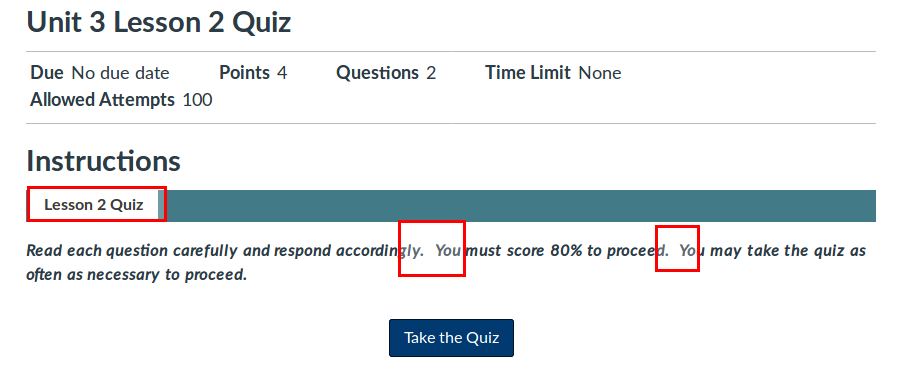 Unit 3 Lesson 2 Quiz
Due No due date Points 4 Questions 2 Time Limit None
Allowed Attempts 100
Instructions
Lesson 2 Quiz
Read each question carefully and respond accordingly.  You must score 80% to proceed.  You may take the quiz as
often as necessary to proceed.
Take the Quiz